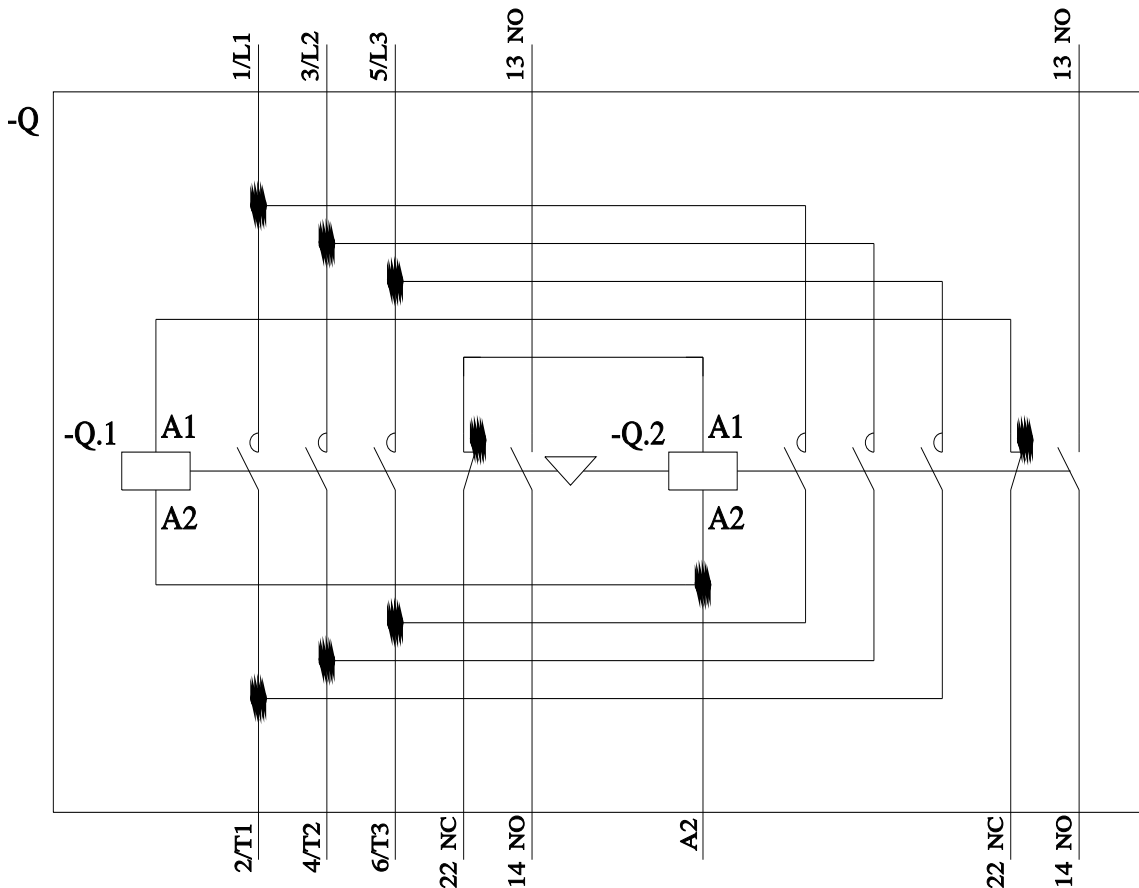 1/L1
3/L2
5/L3
13 NO
13 NO
-Q
-Q.1
A1
-Q.2
A1
A2
A2
2/T1
4/T2
6/T3
22 NC
14 NO
A2
22 NC
14 NO